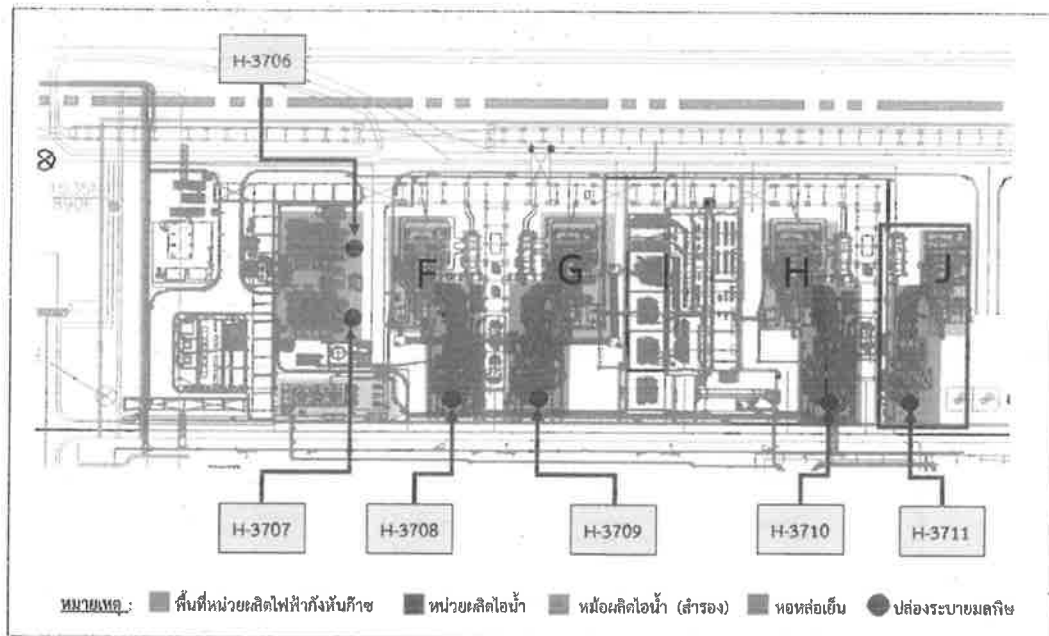 H-3706
F
G
H
J
H-3707
H-3708
H-3709
H-3710
H-3711
หมายเหตุ : พื้นที่หน่วยผลิตไฟฟ้ากังหันก๊าซ หน่วยผลิตไอน้ำ หม้อผลิตไอน้ำ (สำรอง) หอหล่อเย็น ปล่องระบายมลพิษ